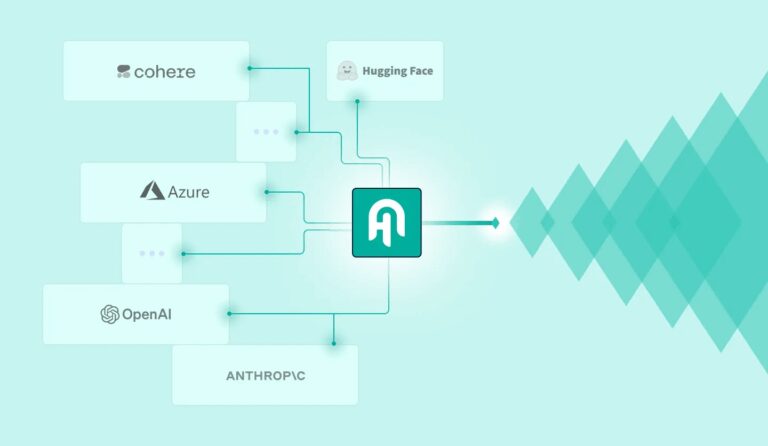 cohere
Hugging Face
Azure
OpenAI
ANTHROP\C